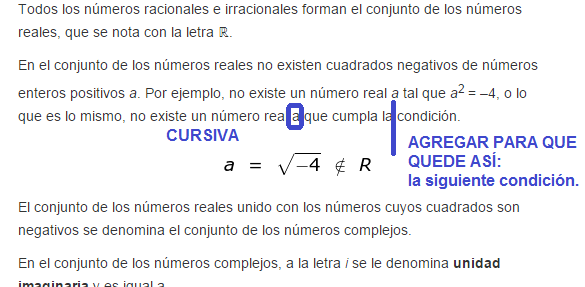 Todos los números racionales e irracionales forman el conjunto de los números
reales, que se nota con la letra ℝ.
En el conjunto de los números reales no existen cuadrados negativos de números
enteros positivos a. Por ejemplo, no existe un número real a tal que a² = –4, o lo
que es lo mismo, no existe un número real a que cumpla la condición.
CURSIVA
AGREGAR PARA QUE
QUEDE ASÍ:
la siguiente condición.
a = √−4 ∉ R
El conjunto de los números reales unido con los números cuyos cuadrados son
negativos se denomina el conjunto de los números complejos.
En el conjunto de los números complejos, a la letra i se le denomina unidad
imaginaria y es igual a